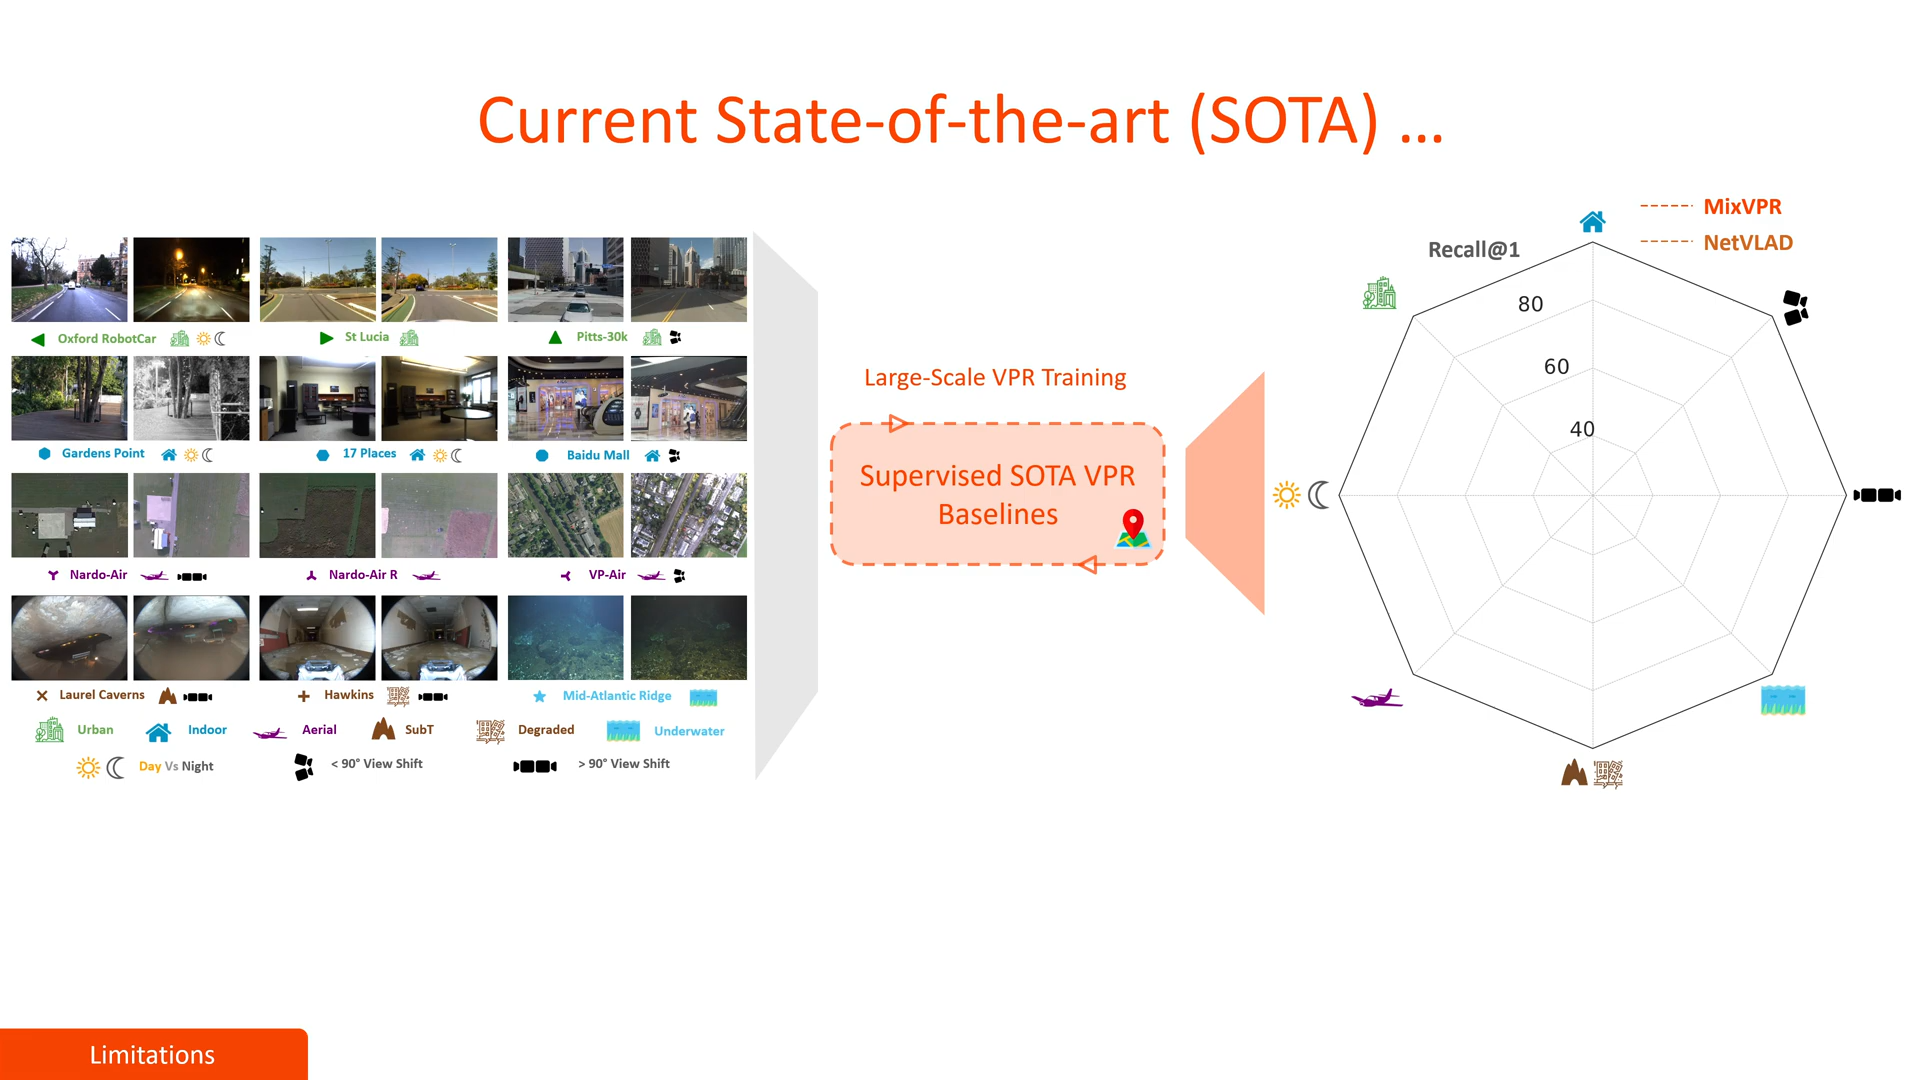 Current State-of-the-art (SOTA) ...
Oxford RobotCar
St Lucia
Pitts-30k
Gardens Point
17 Places
Baidu Mall
Nardo-Air
Nardo-Air R
VP-Air
Laurel Caverns
Hawkins
Mid-Atlantic Ridge
Urban
Indoor
Aerial
SubT
Degraded
Underwater
Day Vs Night
< 90° View Shift
> 90° View Shift
Large-Scale VPR Training
Supervised SOTA VPR
Baselines
MixVPR
NetVLAD
Recall@1
80
60
40
Limitations